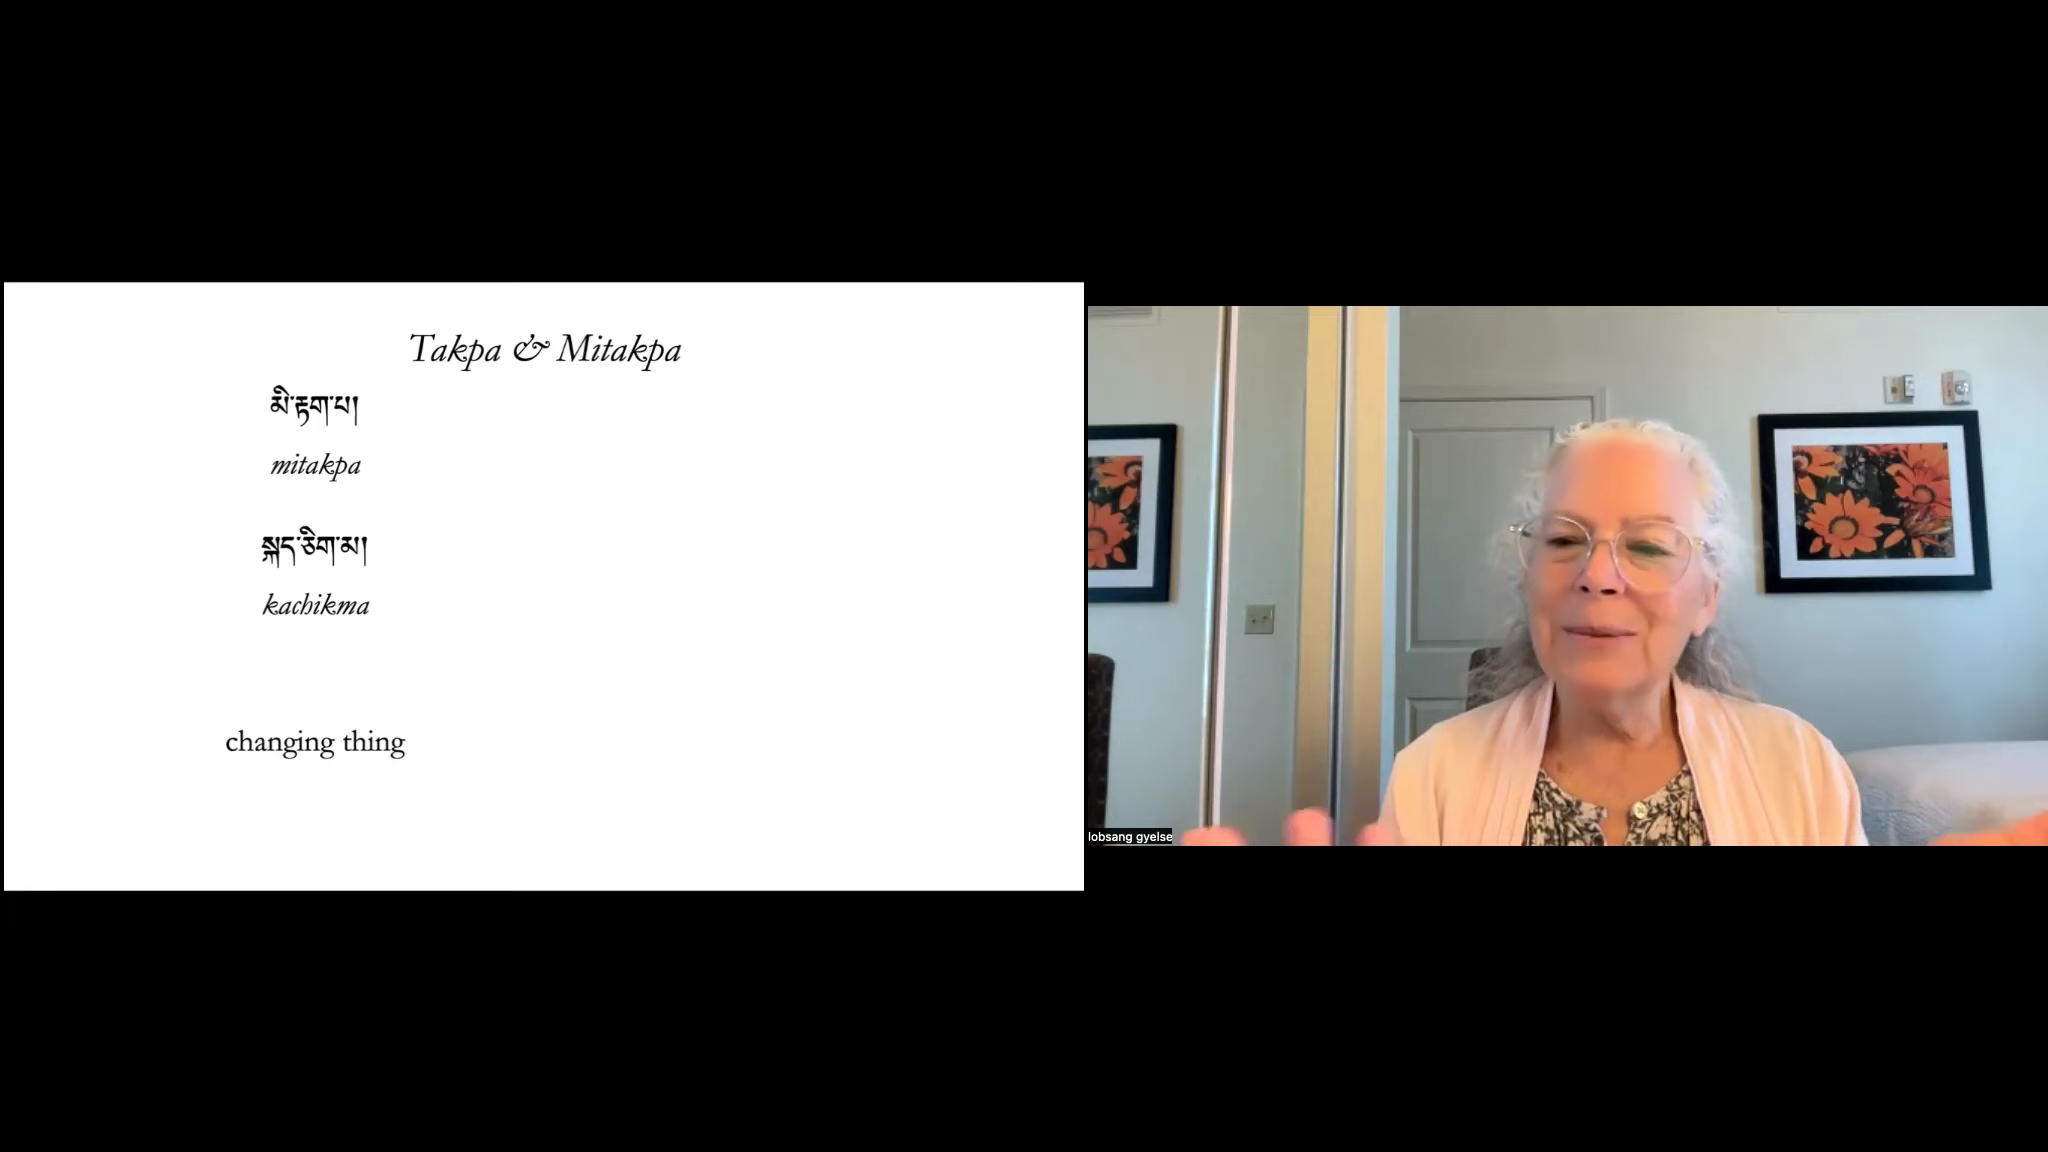 Takpa & Mitakpa
མི་རྟག་པ།
mitakpa
སྐད་ཅིག་མ།
kachikma
changing thing
lobsang gyelse